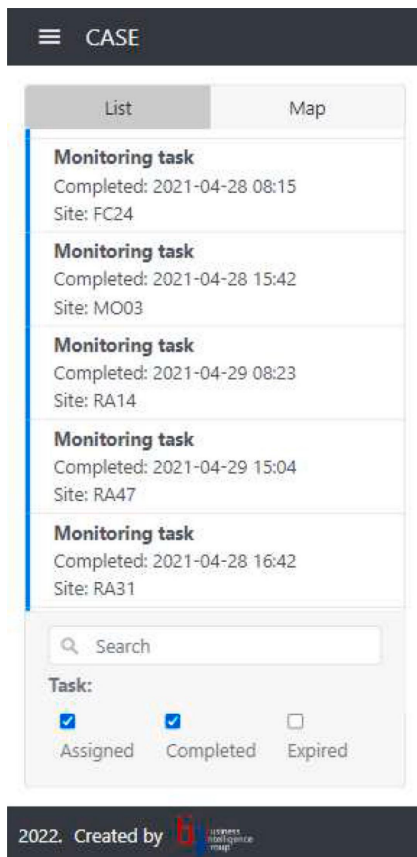 CASE
List Map
Monitoring task
Completed: 2021-04-28 08:15
Site: FC24
Monitoring task
Completed: 2021-04-28 15:42
Site: MO03
Monitoring task
Completed: 2021-04-29 08:23
Site: RA14
Monitoring task
Completed: 2021-04-29 15:04
Site: RA47
Monitoring task
Completed: 2021-04-28 16:42
Site: RA31
Search
Task:
Assigned Completed Expired
2022. Created by